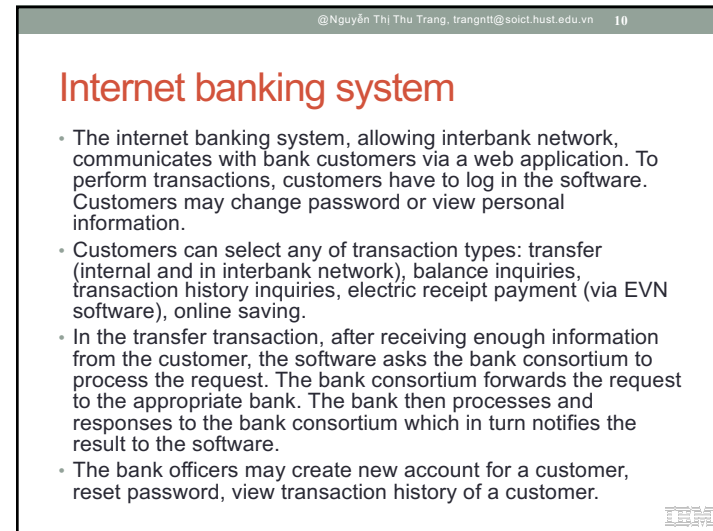 @Nguyễn Thị Thu Trang, trangntt@soict.hust.edu.vn 10
Internet banking system
• The internet banking system, allowing interbank network,
communicates with bank customers via a web application. To
perform transactions, customers have to log in the software.
Customers may change password or view personal
information.
• Customers can select any of transaction types: transfer
(internal and in interbank network), balance inquiries,
transaction history inquiries, electric receipt payment (via EVN
software), online saving.
• In the transfer transaction, after receiving enough information
from the customer, the software asks the bank consortium to
process the request. The bank consortium forwards the request
to the appropriate bank. The bank then processes and
responses to the bank consortium which in turn notifies the
result to the software.
• The bank officers may create new account for a customer,
reset password, view transaction history of a customer.
IBM